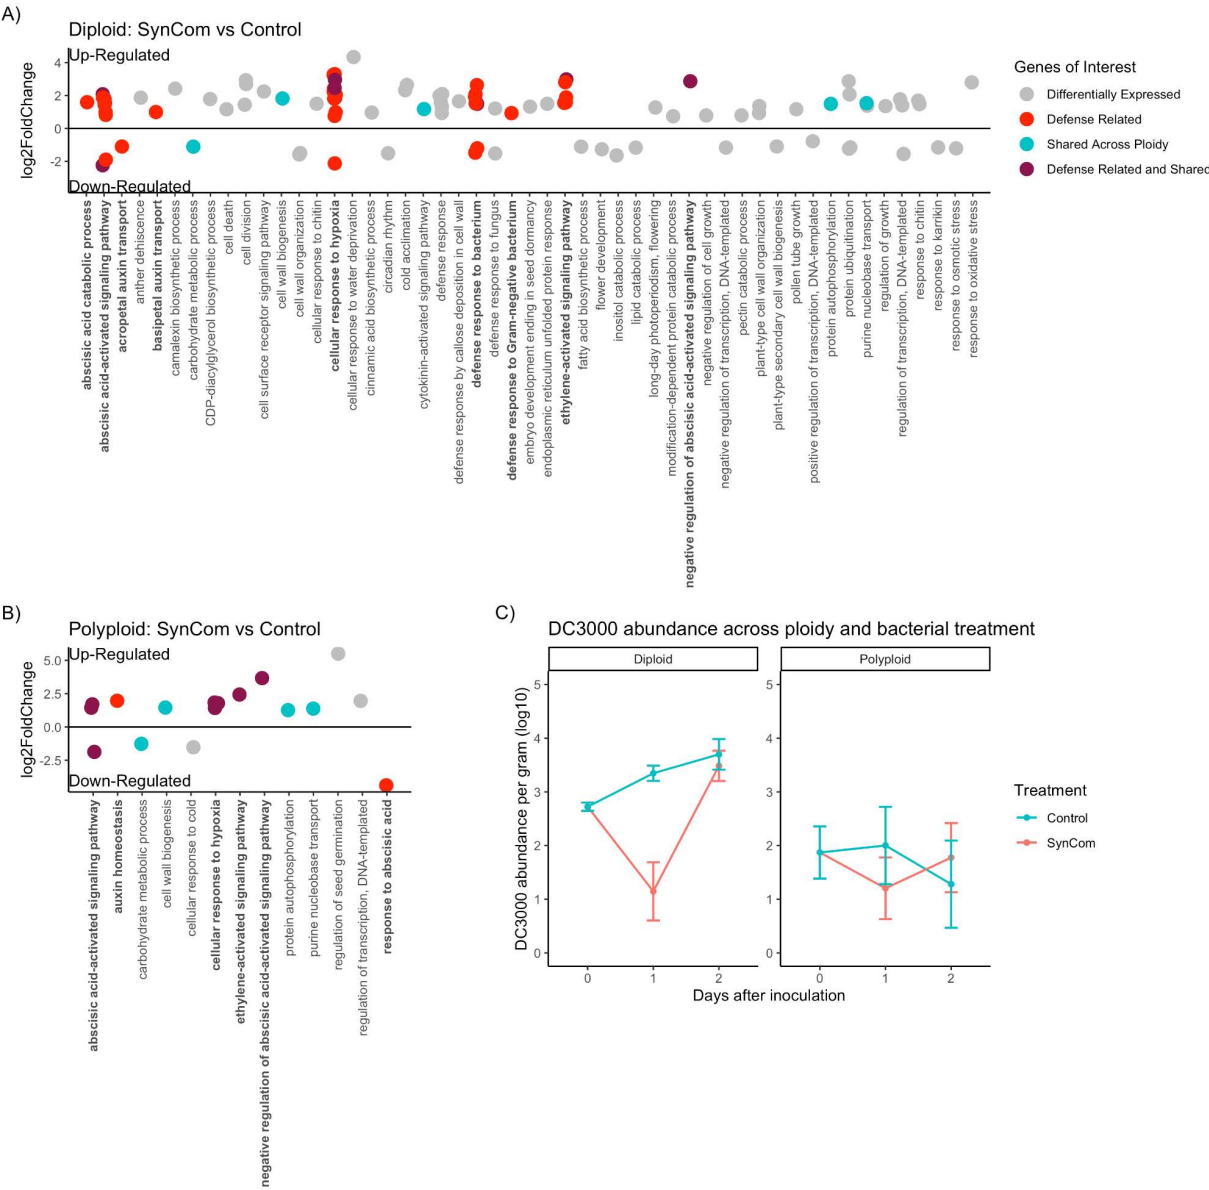 A)
Diploid: SynCom vs Control
Up-Regulated
4
2
0
-2
log2FoldChange
Down-Regulated
abscisic acid catabolic process
abscisic acid-activated signaling pathway
acropetal auxin transport
anther dehiscence
basipetal auxin transport
camalexin biosynthetic process
carbohydrate metabolic process
CDP-diacylglycerol biosynthetic process
cell death
cell division
cell surface receptor signaling pathway
cell wall biogenesis
cell wall organization
cellular response to chitin
cellular response to hypoxia
cellular response to water deprivation
cinnamic acid biosynthetic process
circadian rhythm
cold acclimation
cytokinin-activated signaling pathway
defense response
defense response by callose deposition in cell wall
defense response to bacterium
defense response to fungus
defense response to Gram-negative bacterium
embryo development ending in seed dormancy
endoplasmic reticulum unfolded protein response
ethylene-activated signaling pathway
fatty acid biosynthetic process
flower development
inositol catabolic process
lipid catabolic process
long-day photoperiodism, flowering
modification-dependent protein catabolic process
negative regulation of abscisic acid-activated signaling pathway
negative regulation of cell growth
negative regulation of transcription, DNA-templated
pectin catabolic process
plant-type cell wall organization
plant-type secondary cell wall biogenesis
pollen tube growth
positive regulation of transcription, DNA-templated
protein autophosphorylation
protein ubiquitination
purine nucleobase transport
regulation of growth
regulation of transcription, DNA-templated
response to chitin
response to karrikin
response to osmotic stress
response to oxidative stress
Genes of Interest
Differentially Expressed
Defense Related
Shared Across Ploidy
Defense Related and Shared
B)
Polyploid: SynCom vs Control
Up-Regulated
5.0
2.5
0.0
-2.5
log2FoldChange
Down-Regulated
abscisic acid-activated signaling pathway
auxin homeostasis
carbohydrate metabolic process
cell wall biogenesis
cellular response to cold
cellular response to hypoxia
ethylene-activated signaling pathway
negative regulation of abscisic acid-activated signaling pathway
protein autophosphorylation
purine nucleobase transport
regulation of seed germination
regulation of transcription, DNA-templated
response to abscisic acid
C)
DC3000 abundance across ploidy and bacterial treatment
Diploid
Polyploid
DC3000 abundance per gram (log10)
5
4
3
2
1
0
5
4
3
2
1
0
0
1
2
0
1
2
Days after inoculation
Treatment
Control
SynCom